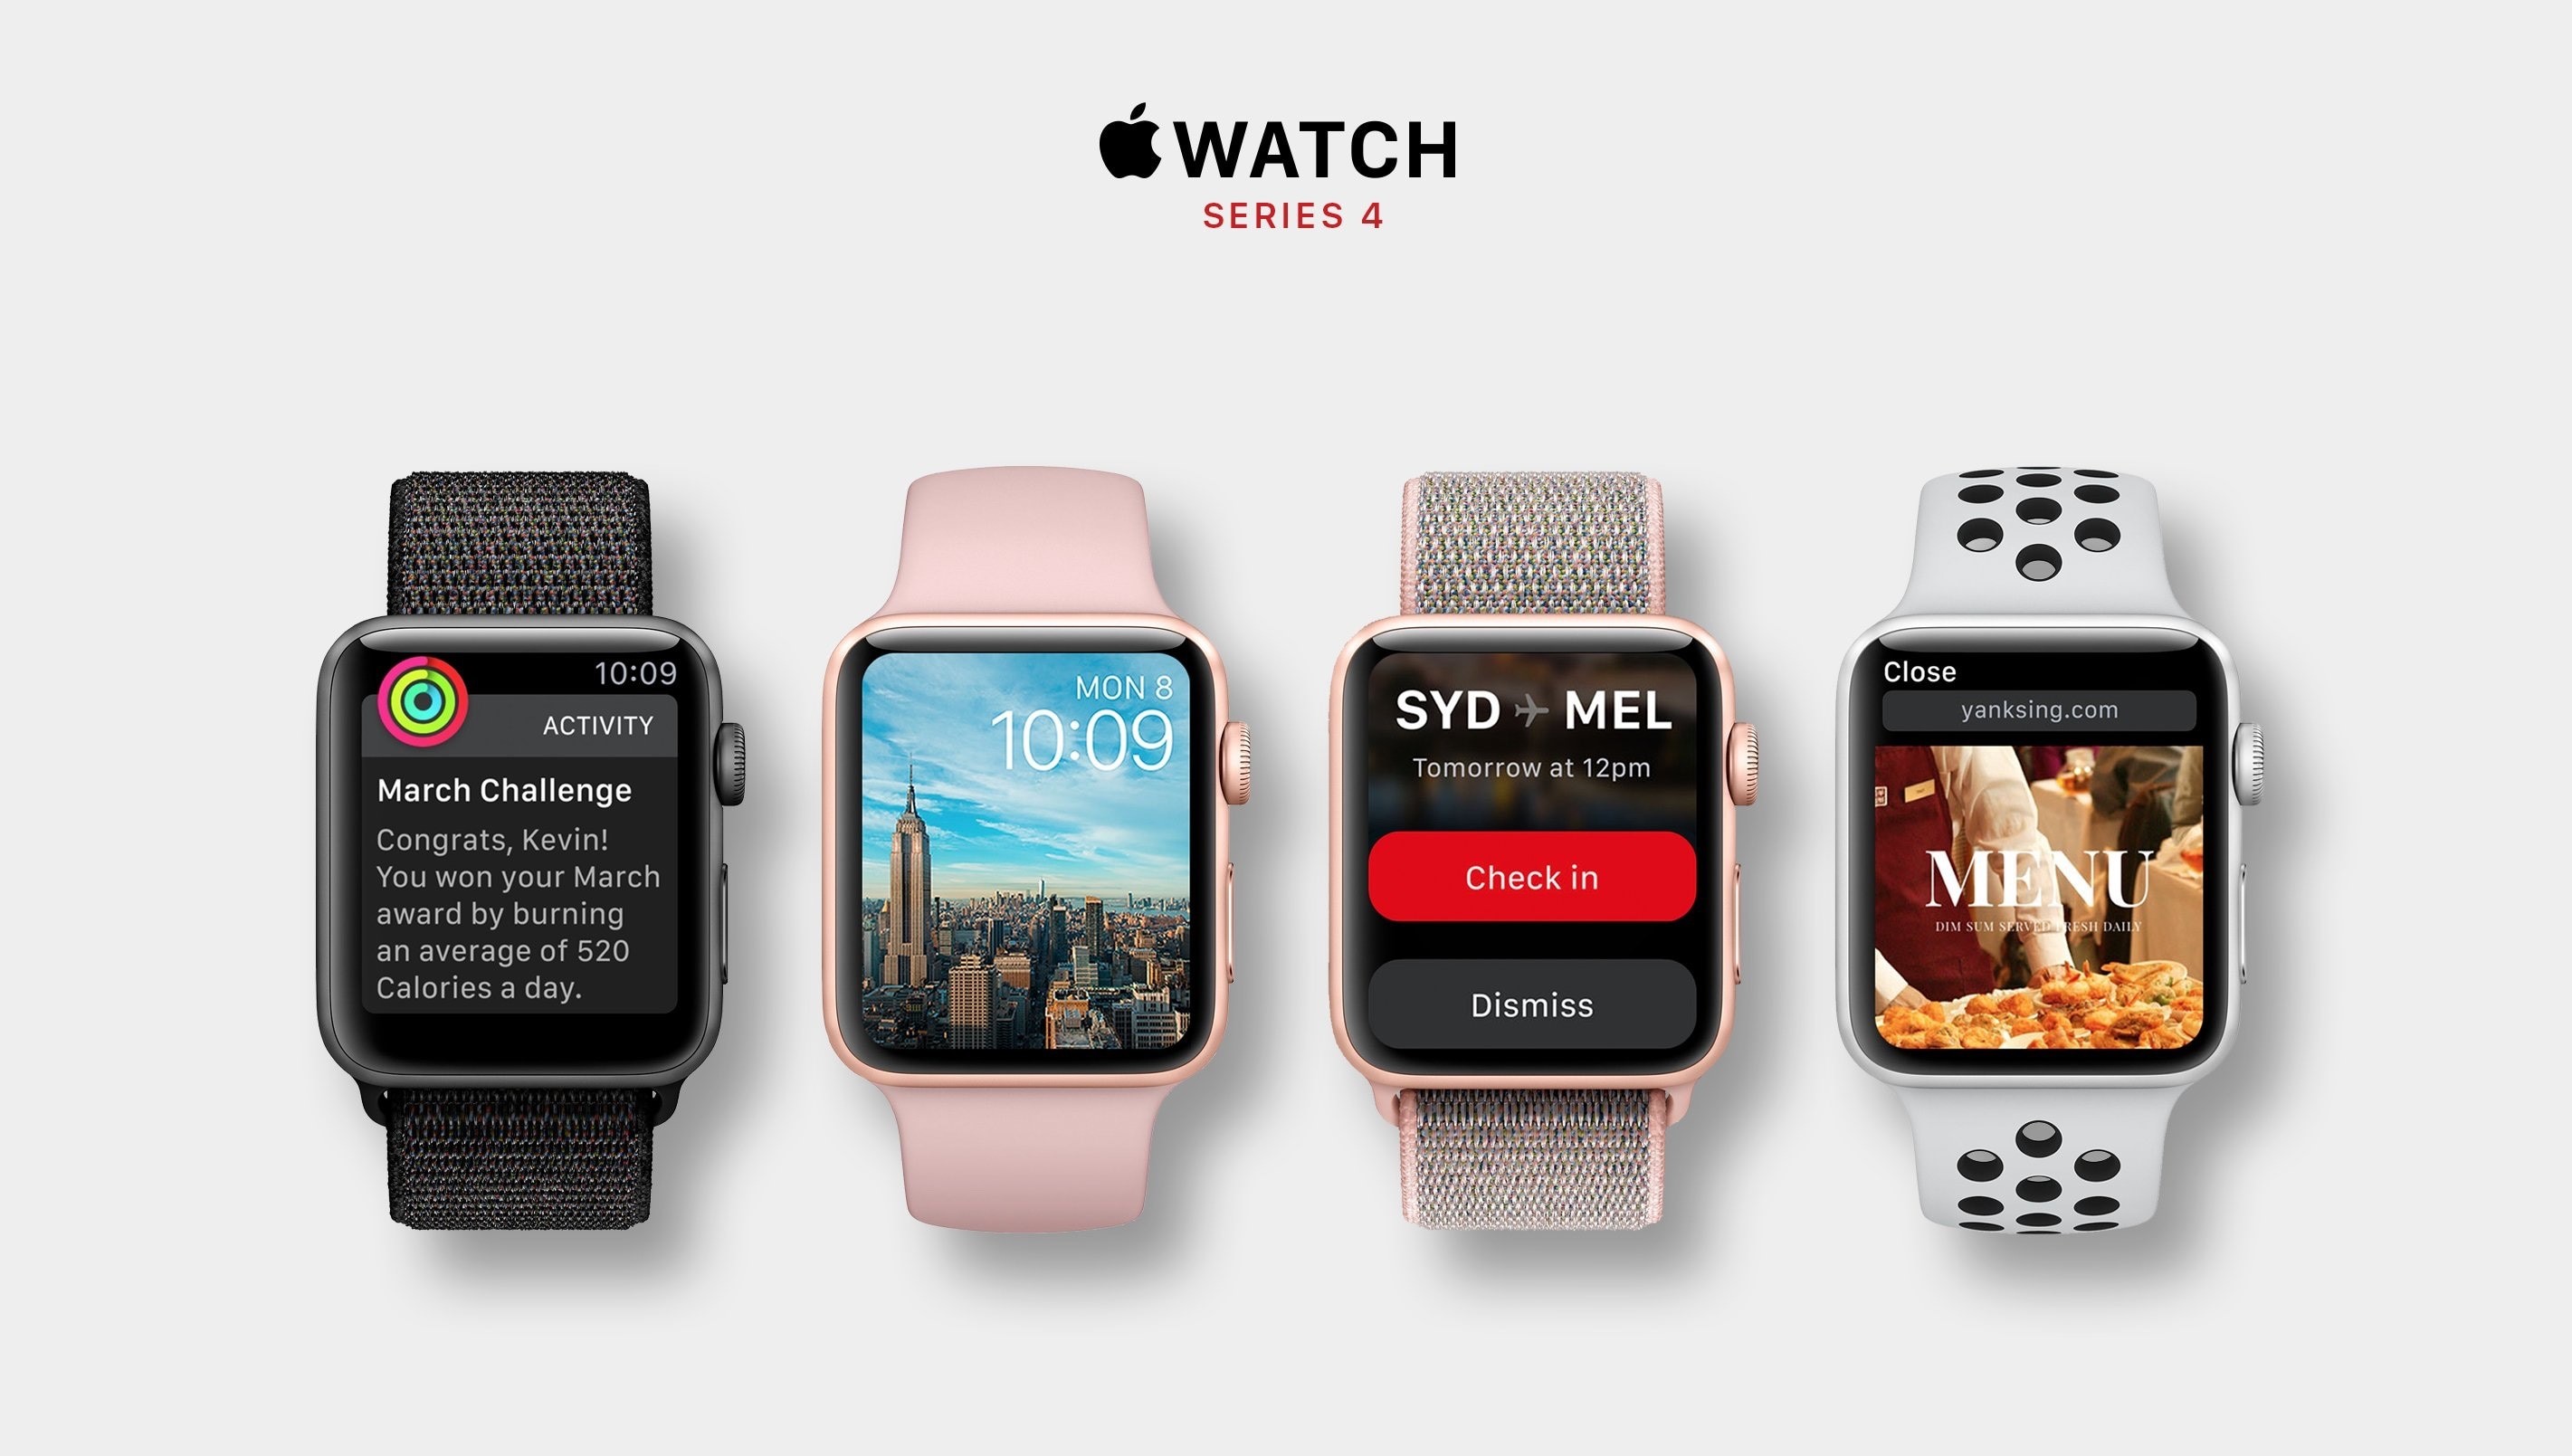 WATCH
SERIES 4
10:09
ACTIVITY
March Challenge
Congrats, Kevin!
You won your March
award by burning
an average of 520
Calories a day.
MON 8
10:09
SYD MEL
Tomorrow at 12pm
Check in
Dismiss
Close
yanksing.com
MENU
DIM SUM SERVED FRESH DAILY